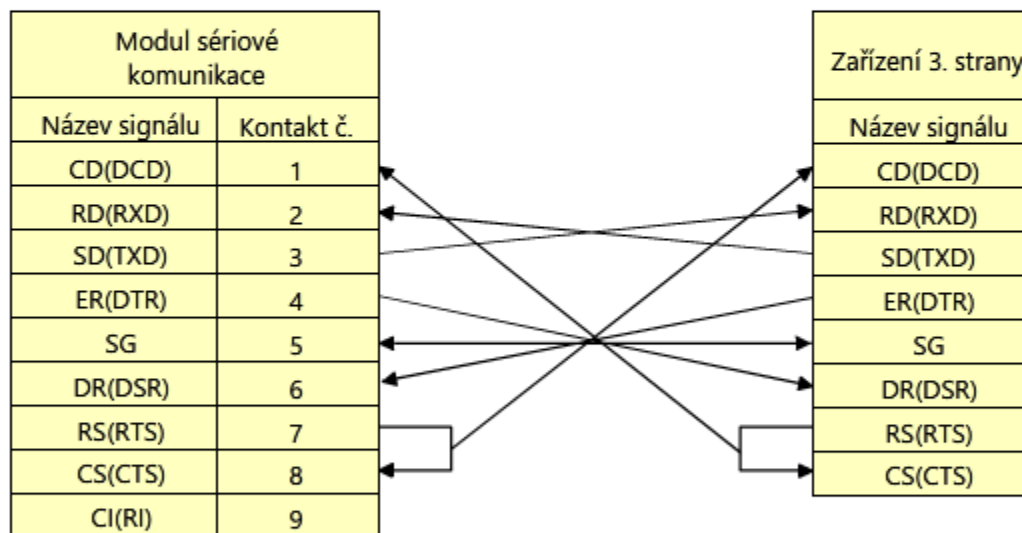 Modul sériové
komunikace
Název signálu Kontakt č.
CD(DCD) 1
RD(RXD) 2
SD(TXD) 3
ER(DTR) 4
SG 5
DR(DSR) 6
RS(RTS) 7
CS(CTS) 8
CI(RI) 9
Zařízení 3. strany
Název signálu
CD(DCD)
RD(RXD)
SD(TXD)
ER(DTR)
SG
DR(DSR)
RS(RTS)
CS(CTS)